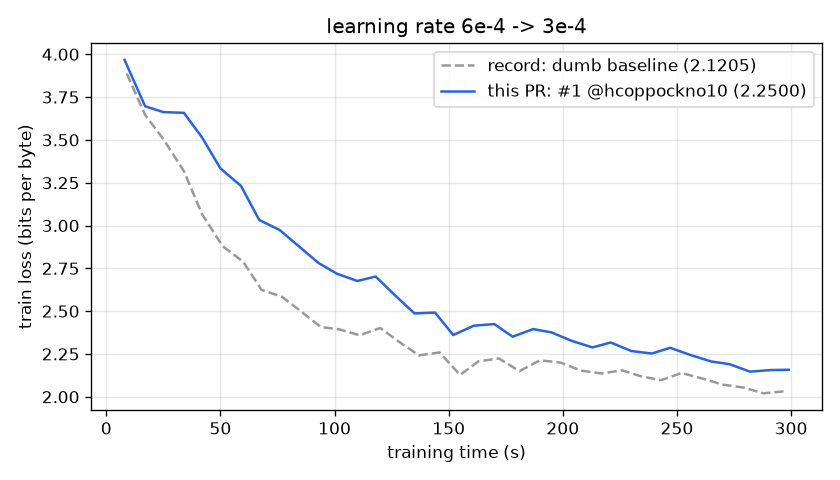 learning rate 6e-4 -> 3e-4
record: dumb baseline (2.1205)
this PR: #1 @hcoppockno10 (2.2500)
train loss (bits per byte)
4.00
3.75
3.50
3.25
3.00
2.75
2.50
2.25
2.00
0 50 100 150 200 250 300
training time (s)